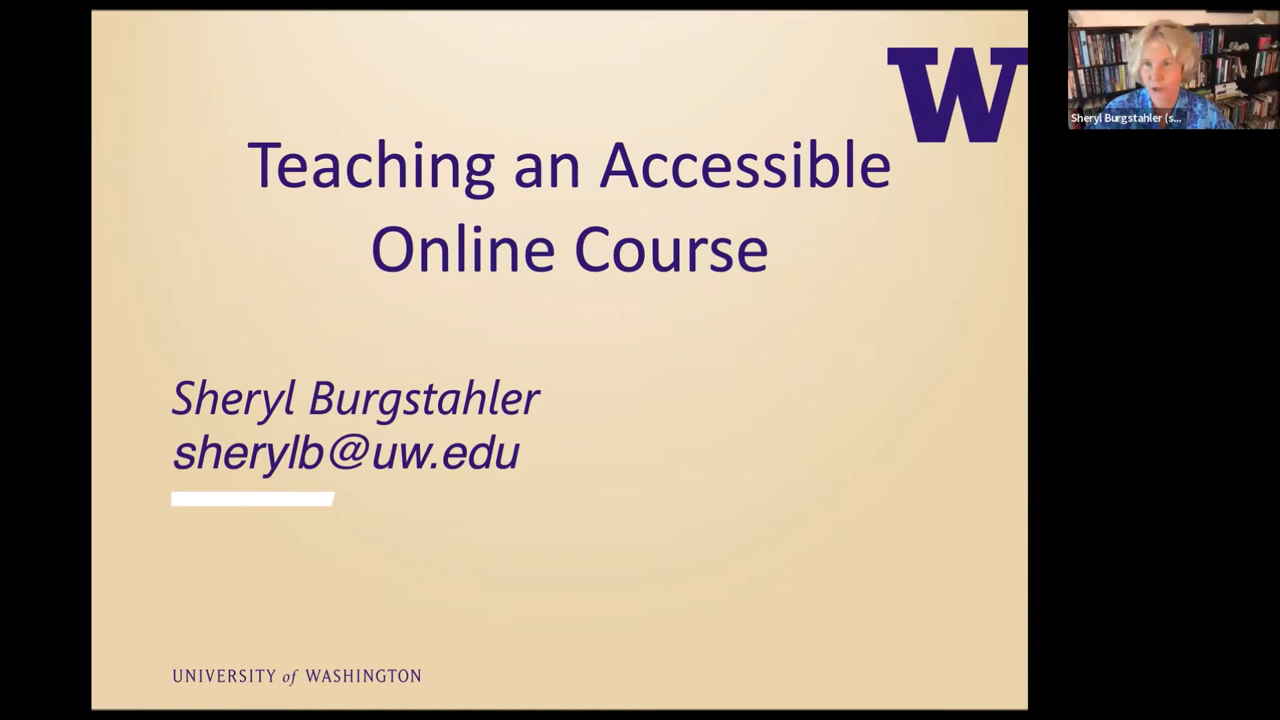 W
Teaching an Accessible
Online Course
Sheryl Burgstahler
sherylb@uw.edu
UNIVERSITY of WASHINGTON
Sheryl Burgstahler (s...